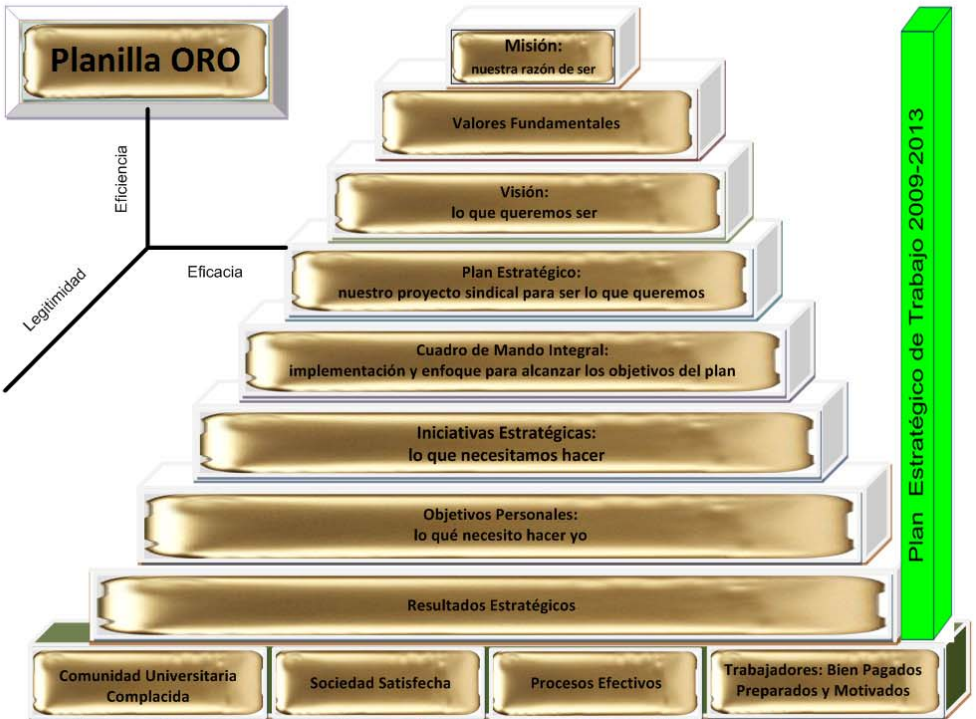 Planilla ORO
Eficiencia
Eficacia
Legitimidad
Misión:
nuestra razón de ser
Valores Fundamentales
Visión:
lo que queremos ser
Plan Estratégico:
nuestro proyecto sindical para ser lo que queremos
Cuadro de Mando Integral:
implementación y enfoque para alcanzar los objetivos del plan
Iniciativas Estratégicas:
lo que necesitamos hacer
Objetivos Personales:
lo qué necesito hacer yo
Resultados Estratégicos
Comunidad Universitaria
Complacida
Sociedad Satisfecha
Procesos Efectivos
Trabajadores: Bien Pagados
Preparados y Motivados
Plan Estratégico de Trabajo 2009-2013